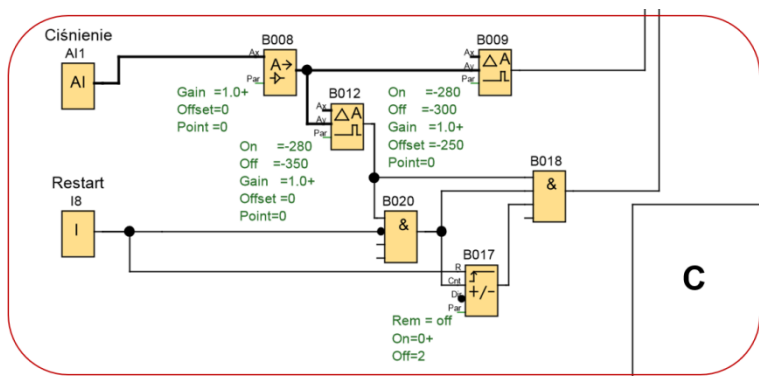 Ciśnienie
AI1
AI
B008
Ax
A→
Par
Gain =1.0+
Offset=0
Point =0
B012
Ax
Ay
Par
△A
On =-280
Off =-350
Gain =1.0+
Offset =0
Point=0
B009
Ax
Ay
Par
△A
On =-280
Off =-300
Gain =1.0+
Offset=-250
Point=0
B018
&
Restart
I8
I
B020
&
B017
R
Cnt
Dir
Par
+/-
Rem = off
On=0+
Off=2
C